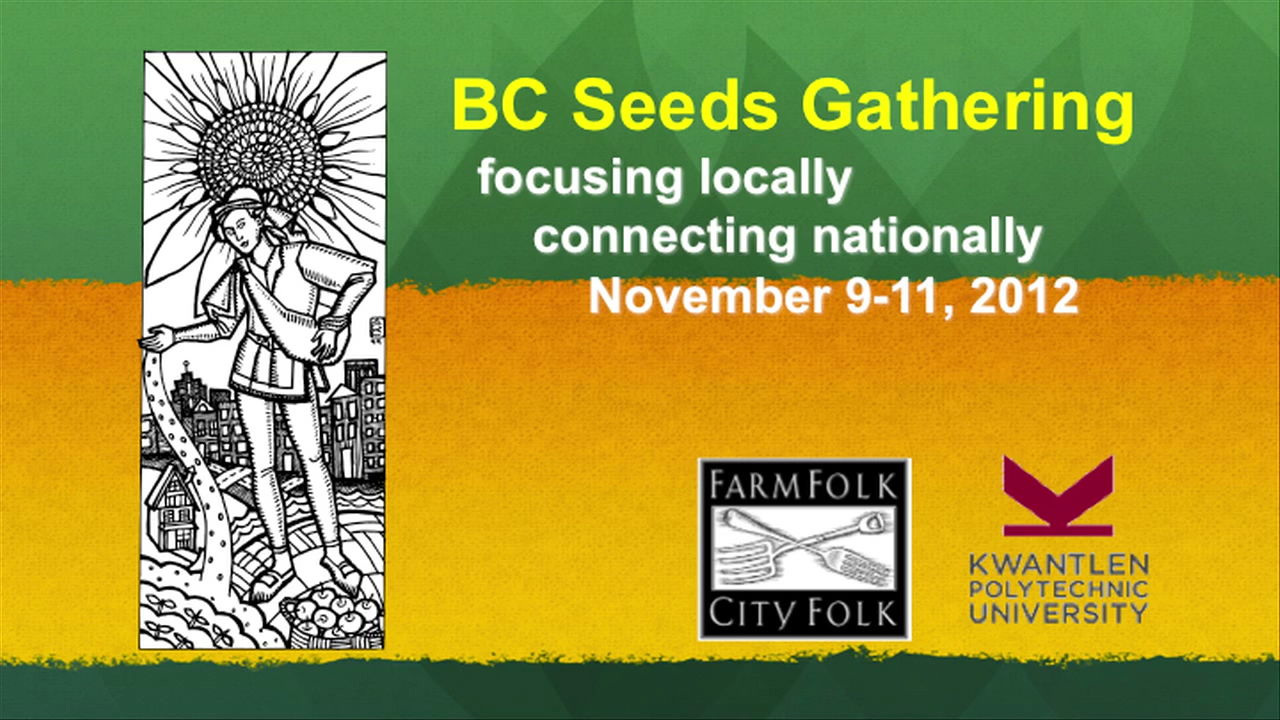 BC Seeds Gathering
focusing locally
connecting nationally
November 9-11, 2012
FARMFOLK
CITY FOLK
KWANTLEN
POLYTECHNIC
UNIVERSITY